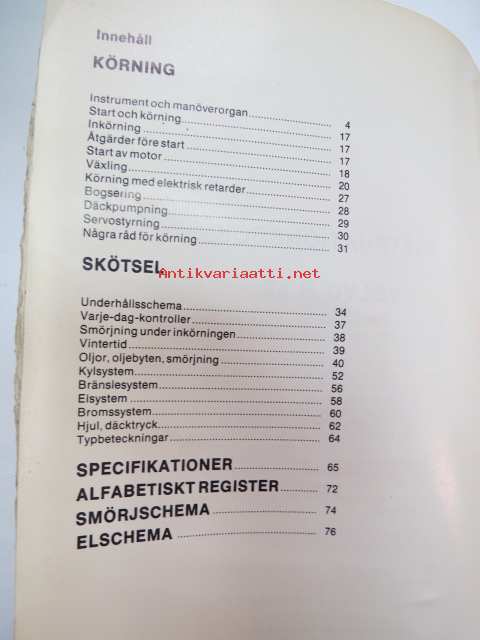 Innehåll
KÖRNING
Instrument och manöverorgan 4
Start och körning 17
Inkörning 17
Åtgärder före start 17
Start av motor 18
Växling 20
Körning med elektrisk retarder 27
Bogsering 28
Däckpumpning 29
Servostyrning 30
Några råd för körning 31
SKÖTSEL
Antikvariaatti.net
Underhållsschema 34
Varje-dag-kontroller 37
Smörjning under inkörningen 38
Vintertid 39
Oljor, oljebyten, smörjning 40
Kylsystem 52
Bränslesystem 56
Elsystem 58
Bromssystem 60
Hjul, däcktryck 62
Typbeteckningar 64
SPECIFIKATIONER 65
ALFABETISKT REGISTER 72
SMÖRJSCHEMA 74
ELSCHEMA 76